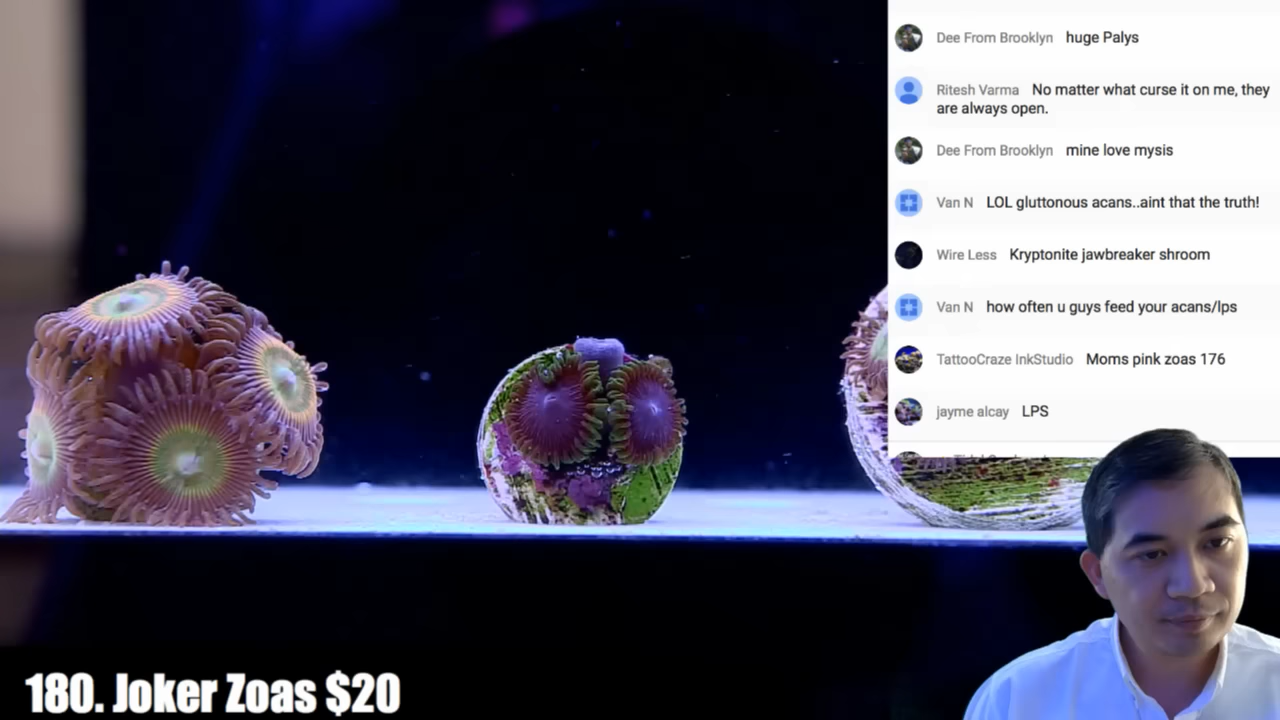 Dee From Brooklyn huge Palys
Ritesh Varma No matter what curse it on me, they
are always open.
Dee From Brooklyn mine love mysis
Van N LOL gluttonous acans..aint that the truth!
Wire Less Kryptonite jawbreaker shroom
Van N how often u guys feed your acans/lps
TattooCraze InkStudio Moms pink zoas 176
jayme alcay LPS
180. Joker Zoas $20